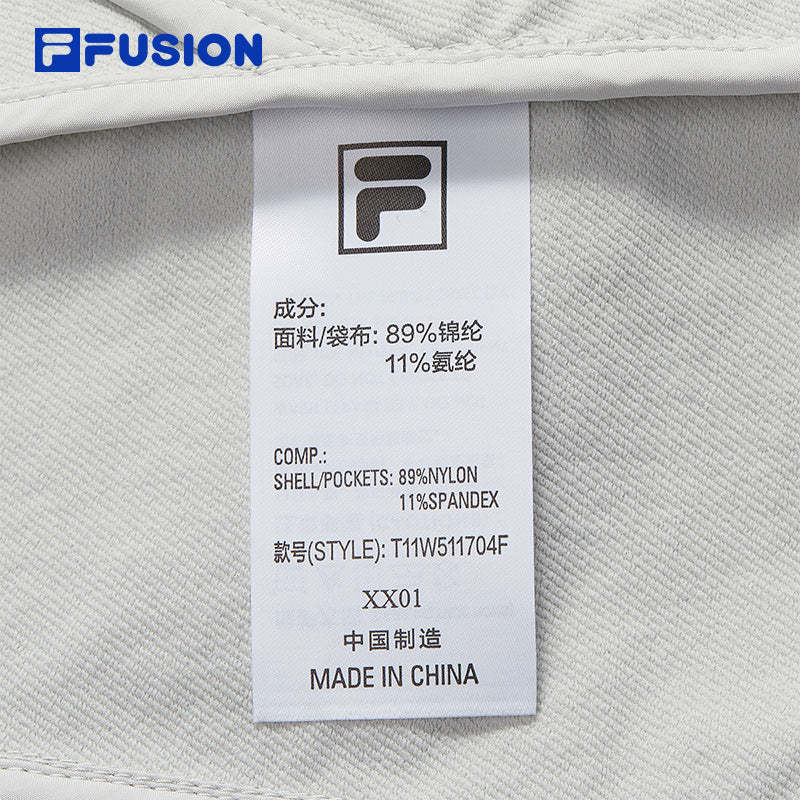 FUSION
成分:
面料/袋布: 89%锦纶
11%氨纶
COMP.:
SHELL/POCKETS: 89%NYLON
11%SPANDEX
款号(STYLE): T11W511704F
XX01
中国制造
MADE IN CHINA